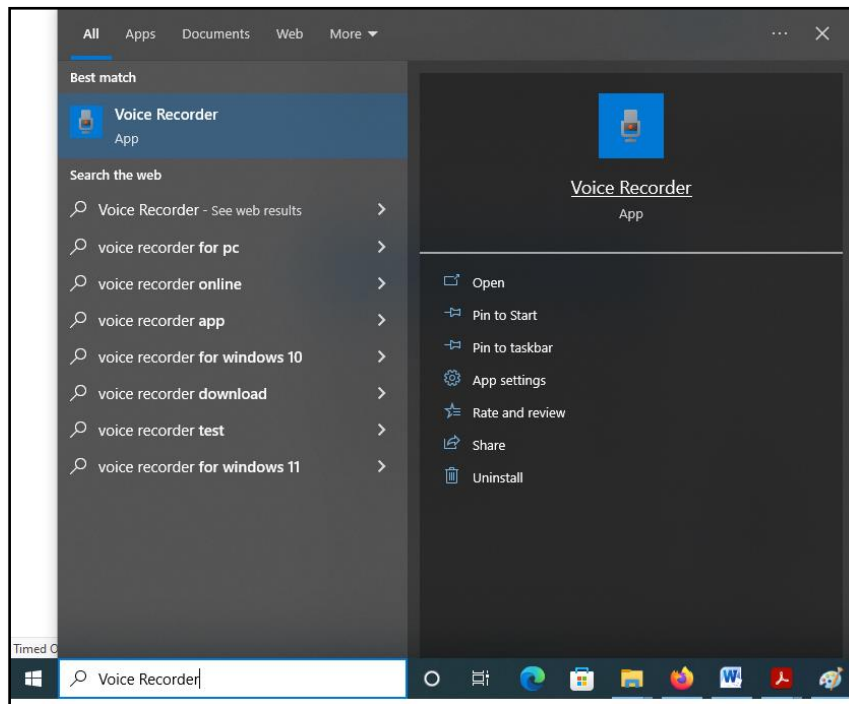 All Apps Documents Web More
Best match
Voice Recorder
App
Search the web
Voice Recorder - See web results
voice recorder for pc
voice recorder online
voice recorder app
voice recorder for windows 10
voice recorder download
voice recorder test
voice recorder for windows 11
Voice Recorder
App
Open
Pin to Start
Pin to taskbar
App settings
Rate and review
Share
Uninstall
Timed O
Voice Recorder
W